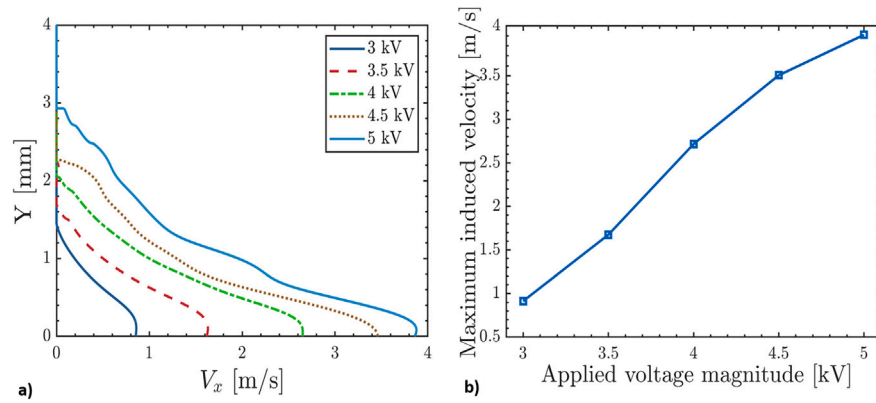 4
3
2
1
0
Y [mm]
0 1 2 3 4
V_x [m/s]
3 kV
3.5 kV
4 kV
4.5 kV
5 kV
a)
Maximum induced velocity [m/s]
4
3.5
3
2.5
2
1.5
1
0.5
3 3.5 4 4.5 5
Applied voltage magnitude [kV]
b)